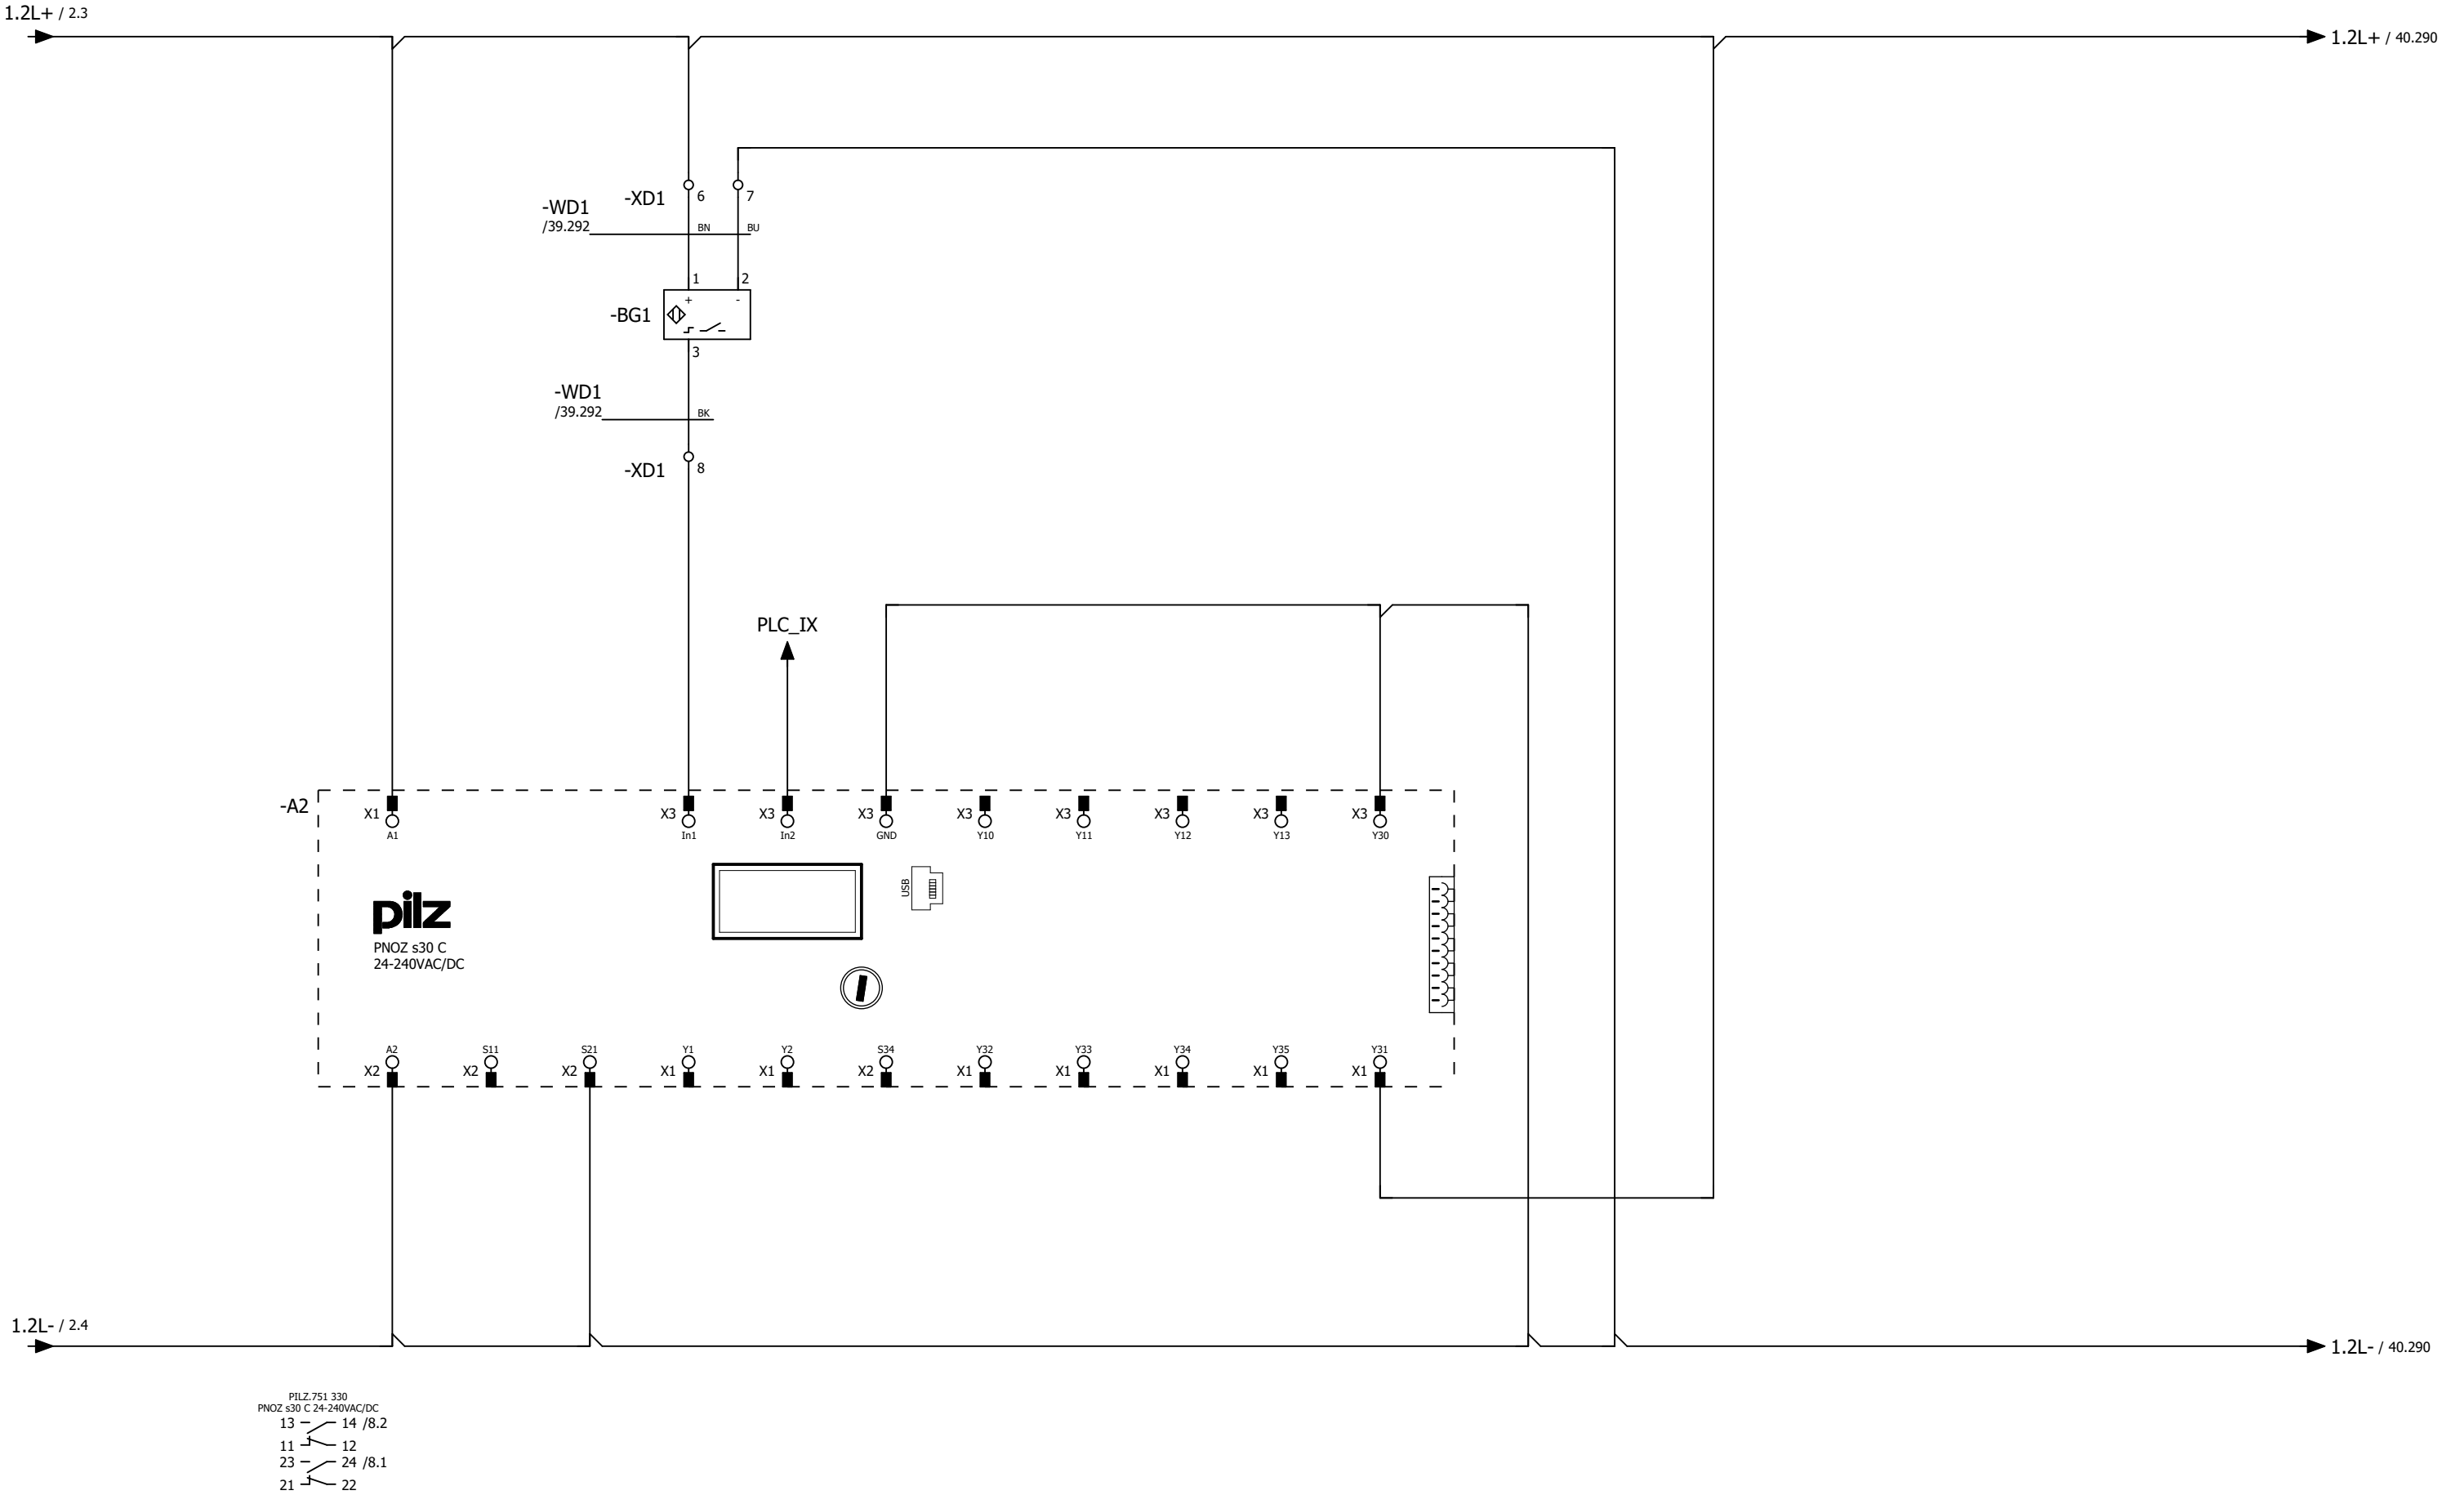 1.2L+ / 2.3
1.2L+ / 40.290
-XD1 6 7
-WD1
/39.292
BN BU
1 2
+ -
-BG1
3
-WD1
/39.292
BK
-XD1 8
PLC_IX
-A2
X1 X3 X3 X3 X3 X3 X3 X3 X3
A1 In1 In2 GND Y10 Y11 Y12 Y13 Y30
USB
pilz
PNOZ s30 C
24-240VAC/DC
A2 S11 S21 Y1 Y2 S34 Y32 Y33 Y34 Y35 Y31
X2 X2 X2 X1 X1 X2 X1 X1 X1 X1 X1
1.2L- / 2.4
1.2L- / 40.290
PILZ.751 330
PNOZ s30 C 24-240VAC/DC
13 14 /8.2
11 12
23 24 /8.1
21 22